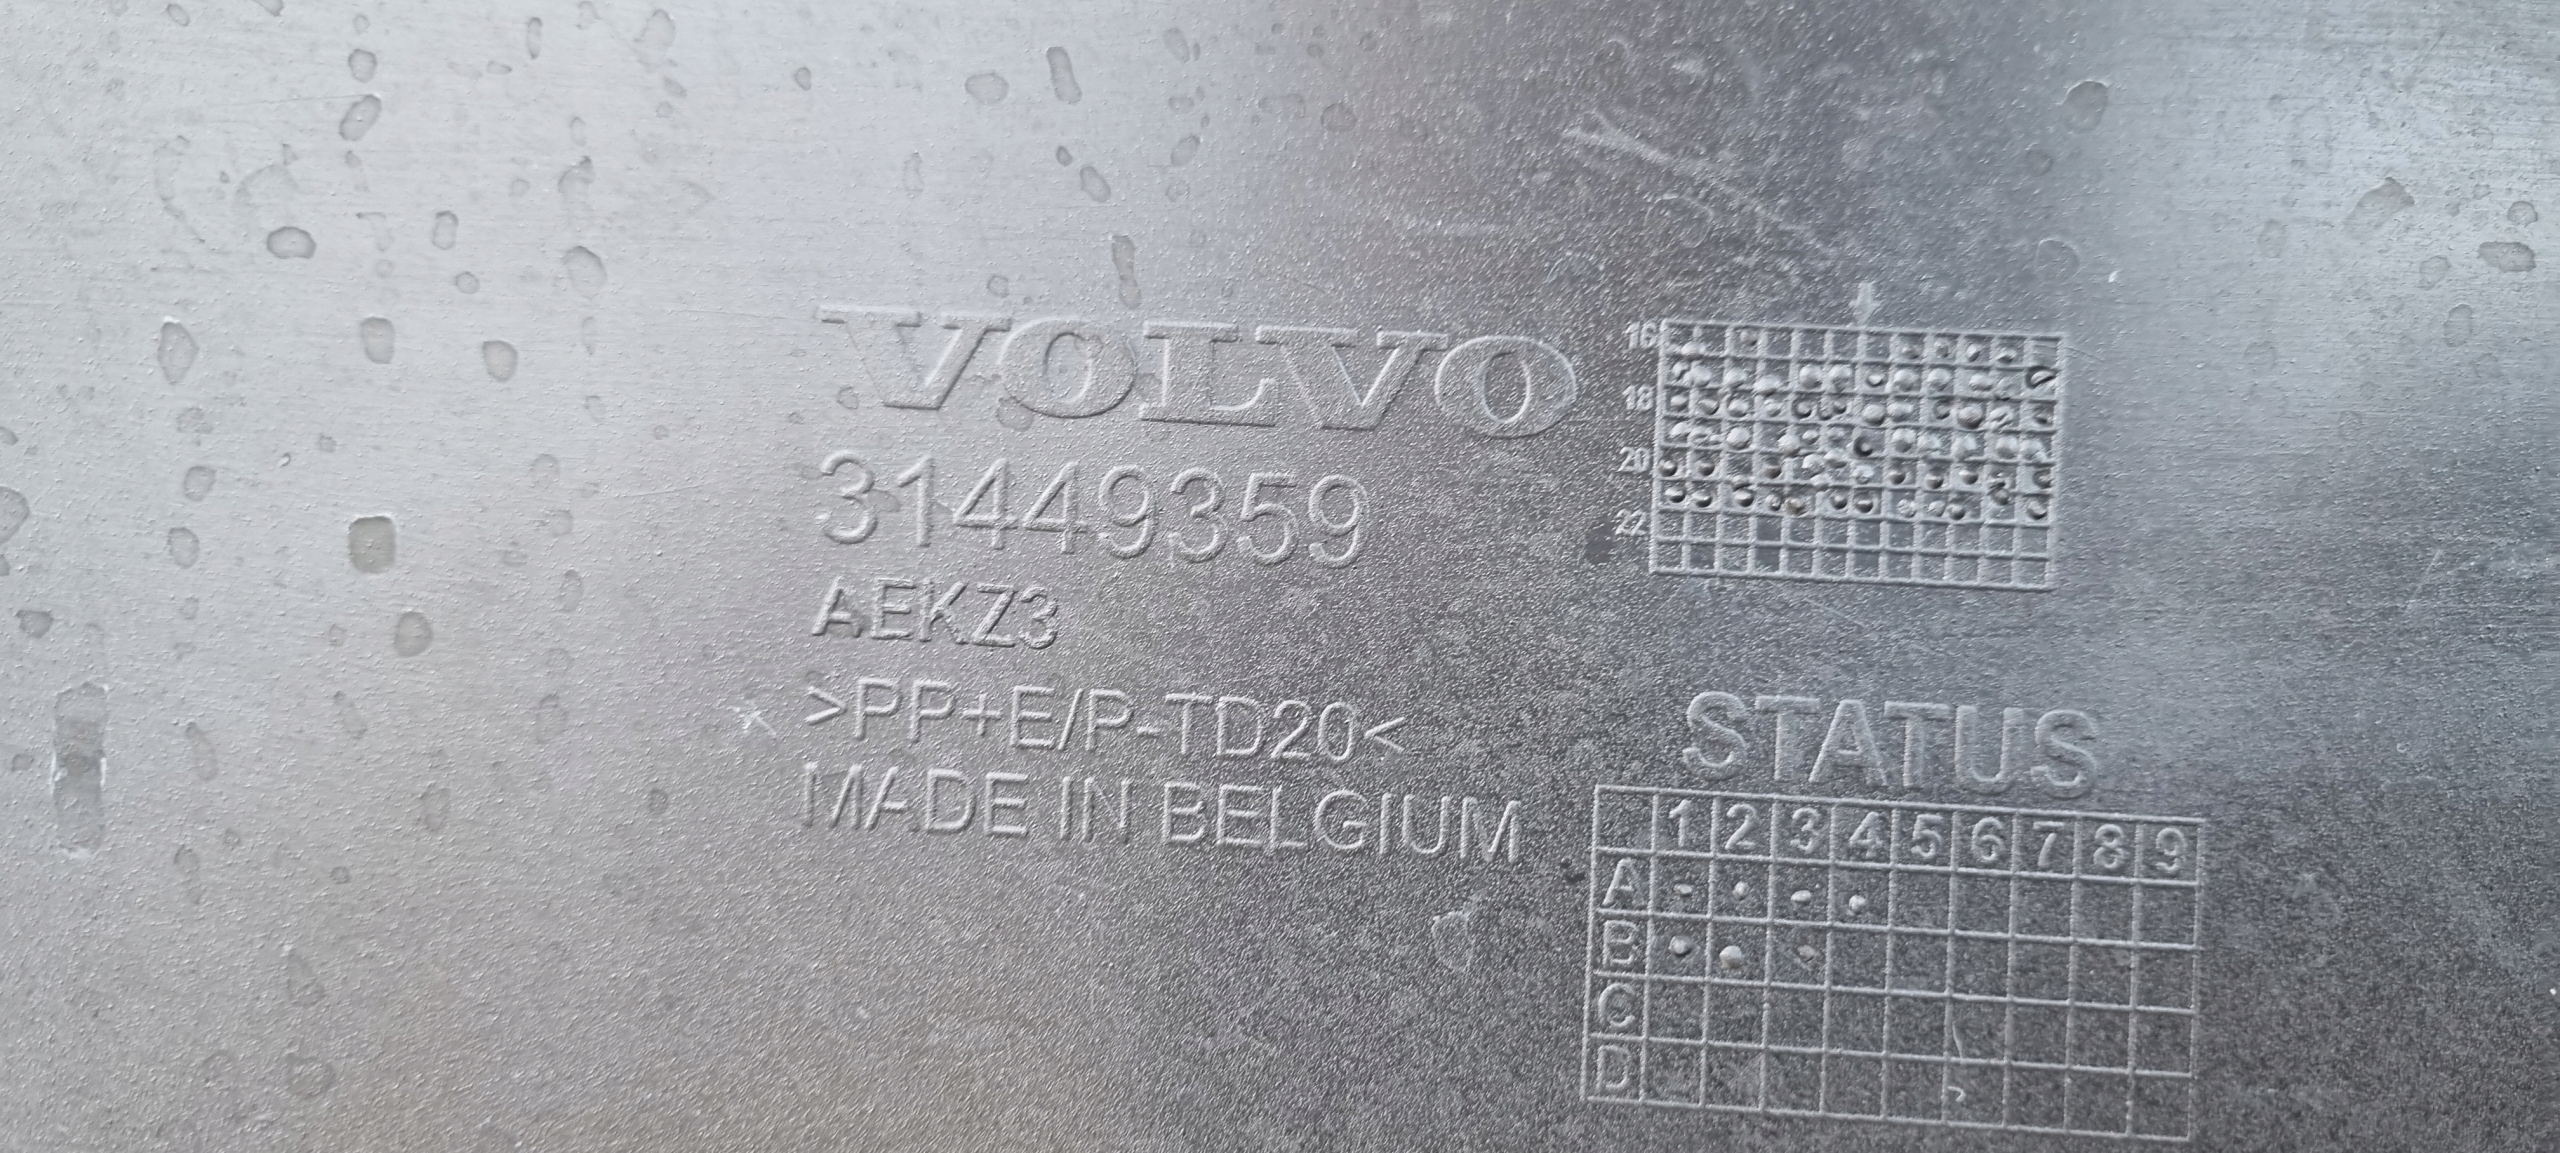 VOLVO
31449359
AEKZ3
>PP+E/P-TD20<
MADE IN BELGIUM
16
18
20
22
STATUS
1 2 3 4 5 6 7 8 9
A
B
C
D